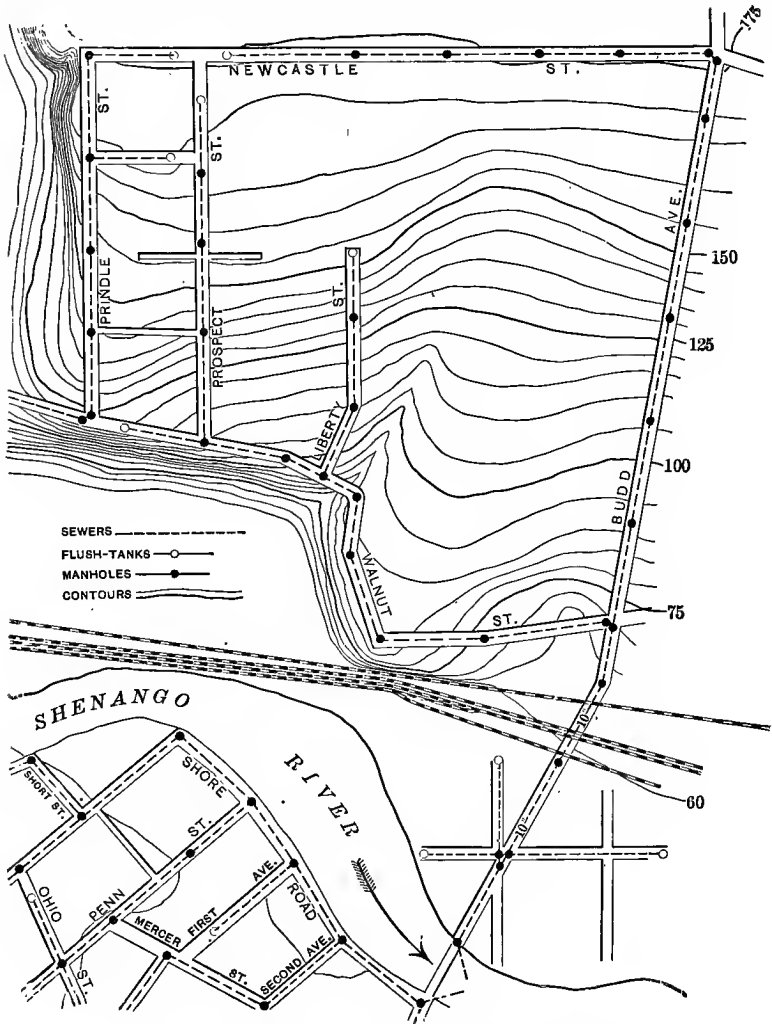 175
NEWCASTLE ST.
ST.
ST.
AVE.
150
PRINDLE
ST.
PROSPECT
125
LIBERTY
100
BUDD
SEWERS
FLUSH-TANKS
MANHOLES
CONTOURS
WALNUT
ST.
75
SHENANGO
RIVER
10"
SHORE
SHORT ST.
60
ST.
10"
AVE.
OHIO
PENN
FIRST
ROAD
MERCER
ST.
SECOND AVE.
ST.